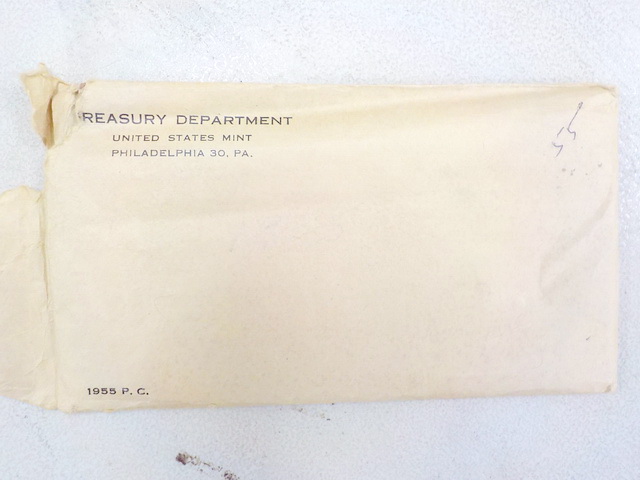 REASURY DEPARTMENT
UNITED STATES MINT
PHILADELPHIA 30, PA.
1955 P. C.